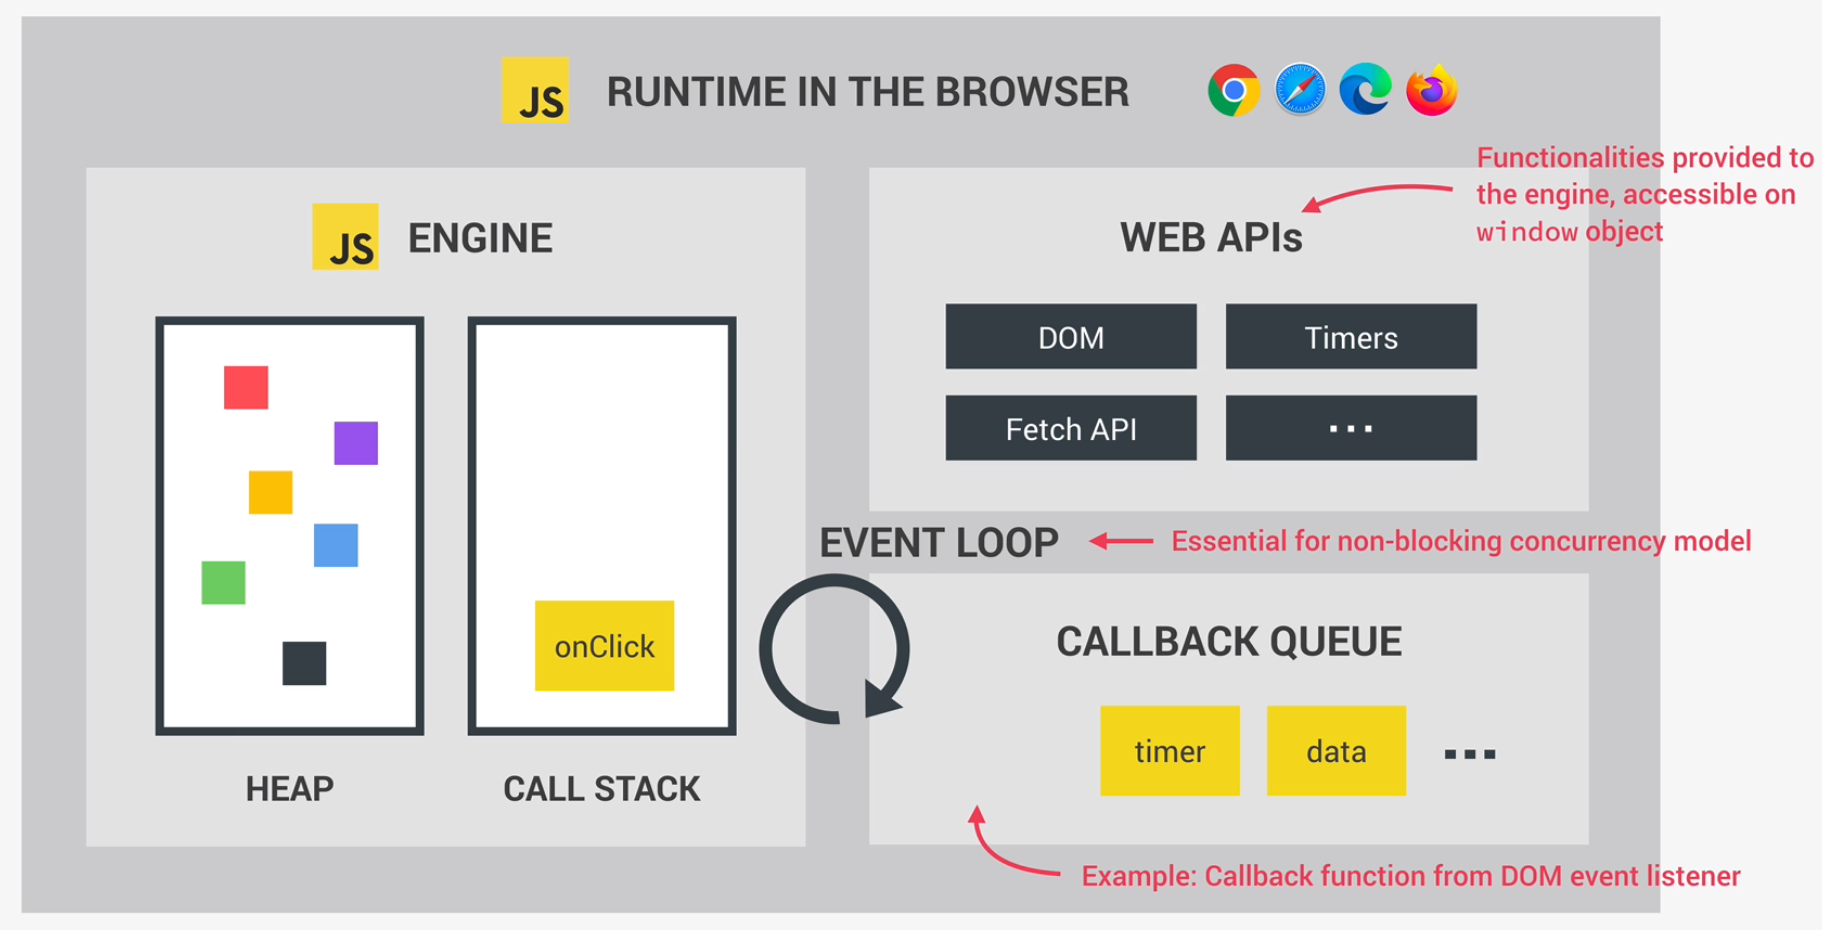 JS RUNTIME IN THE BROWSER
Functionalities provided to
the engine, accessible on
window object
JS ENGINE
WEB APIs
DOM
Timers
Fetch API
...
EVENT LOOP
Essential for non-blocking concurrency model
onClick
HEAP
CALL STACK
CALLBACK QUEUE
timer
data
...
Example: Callback function from DOM event listener